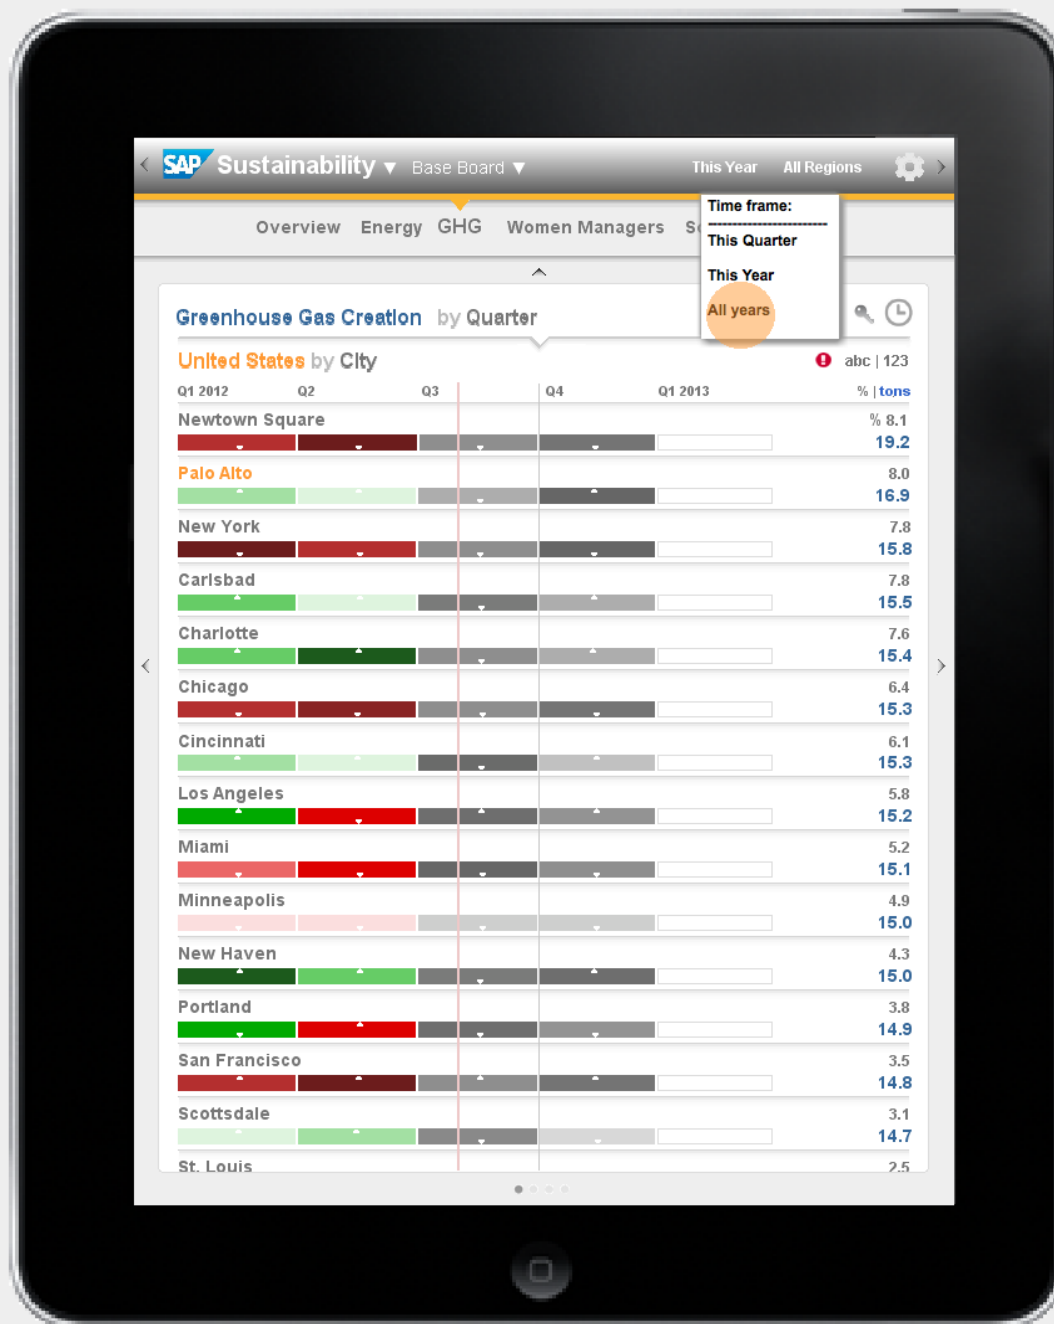 SAP Sustainability ▼ Base Board ▼ This Year All Regions
Time frame:
This Quarter
This Year
All years
Overview Energy GHG Women Managers
Greenhouse Gas Creation by Quarter
United States by City
abc | 123
Q1 2012 Q2 Q3 Q4 Q1 2013 % | tons
Newtown Square % 8.1
19.2
Palo Alto 8.0
16.9
New York 7.8
15.8
Carlsbad 7.8
15.5
Charlotte 7.6
15.4
Chicago 6.4
15.3
Cincinnati 6.1
15.3
Los Angeles 5.8
15.2
Miami 5.2
15.1
Minneapolis 4.9
15.0
New Haven 4.3
15.0
Portland 3.8
14.9
San Francisco 3.5
14.8
Scottsdale 3.1
14.7
St. Louis 2.5